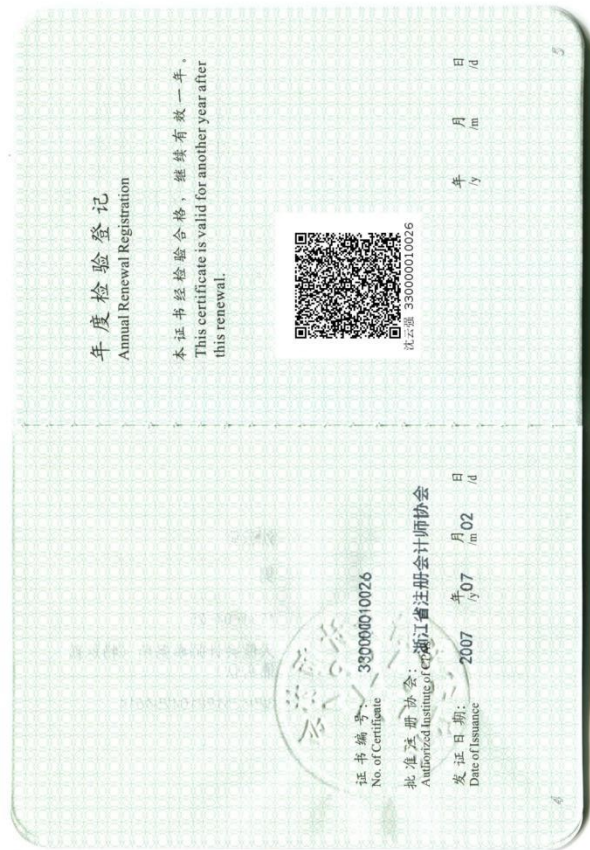 年度检验登记
Annual Renewal Registration
本证书经检验合格，继续有效一年。
This certificate is valid for another year after
this renewal.
沈云强 330000010026
年 月 日
/y /m /d
5
证书编号： 330000010026
No. of Certificate
批准注册协会： 浙江省注册会计师协会
Authorized Institute of CPAs
发证日期： 2007 年 07 月 02 日
Date of Issuance /y /m /d